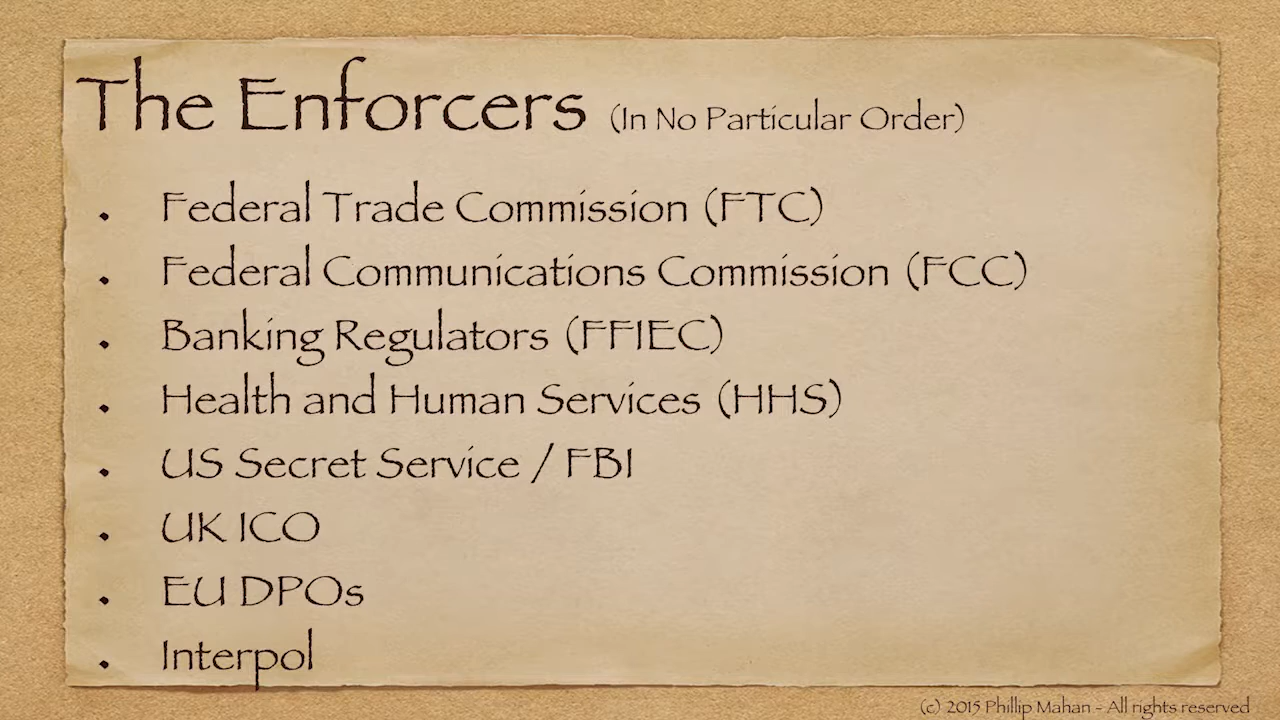 The Enforcers (In No Particular Order)
• Federal Trade Commission (FTC)
• Federal Communications Commission (FCC)
• Banking Regulators (FFIEC)
• Health and Human Services (HHS)
• US Secret Service / FBI
• UK ICO
• EU DPOs
• Interpol
(c) 2015 Phillip Mahan - All rights reserved